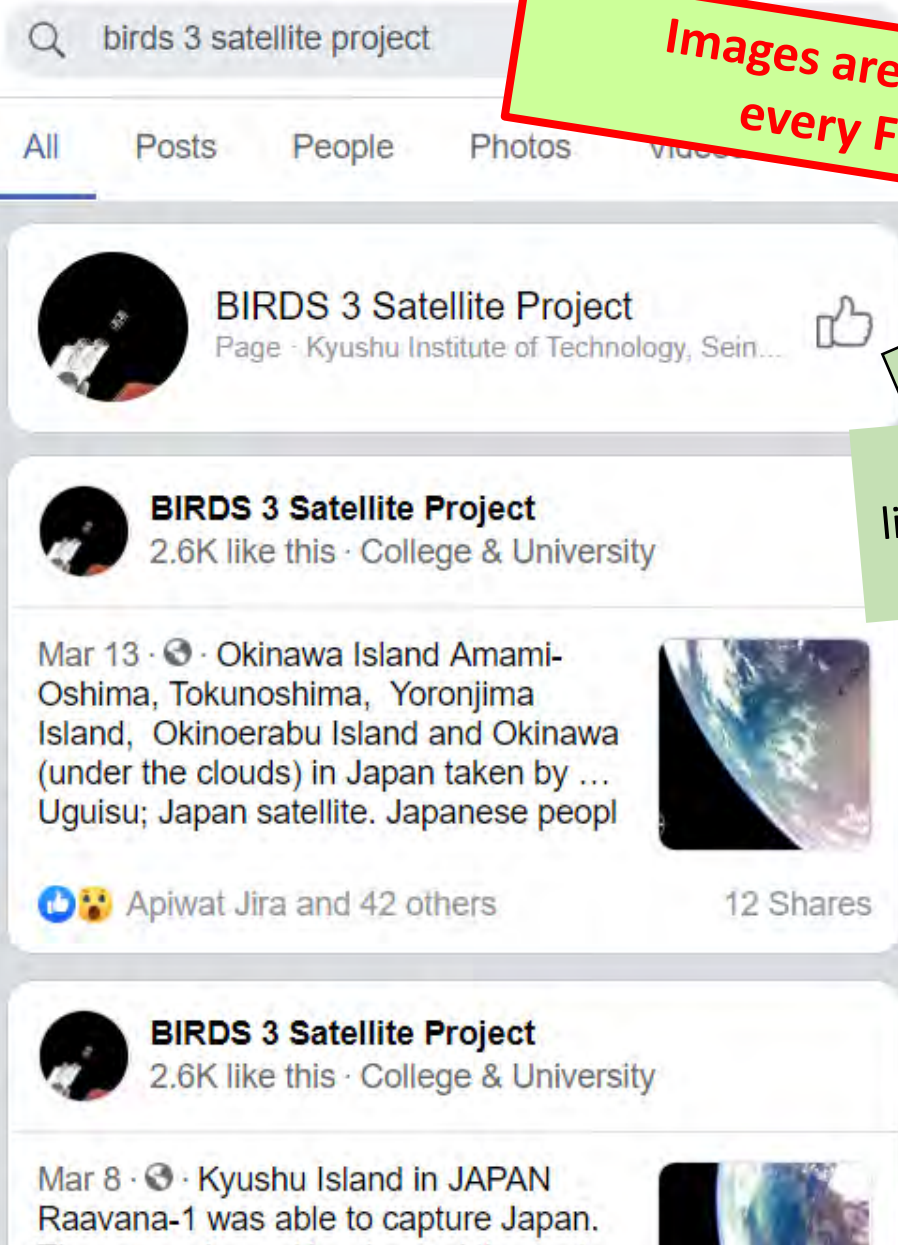 birds 3 satellite project
Images are
every F
All Posts People Photos
BIRDS 3 Satellite Project
Page · Kyushu Institute of Technology, Sein...
BIRDS 3 Satellite Project
2.6K like this · College & University
li
Mar 13 · Okinawa Island Amami-
Oshima, Tokunoshima, Yoronjima
Island, Okinoerabu Island and Okinawa
(under the clouds) in Japan taken by ...
Uguisu; Japan satellite. Japanese peopl
Apiwat Jira and 42 others 12 Shares
BIRDS 3 Satellite Project
2.6K like this · College & University
Mar 8 · Kyushu Island in JAPAN
Raavana-1 was able to capture Japan.